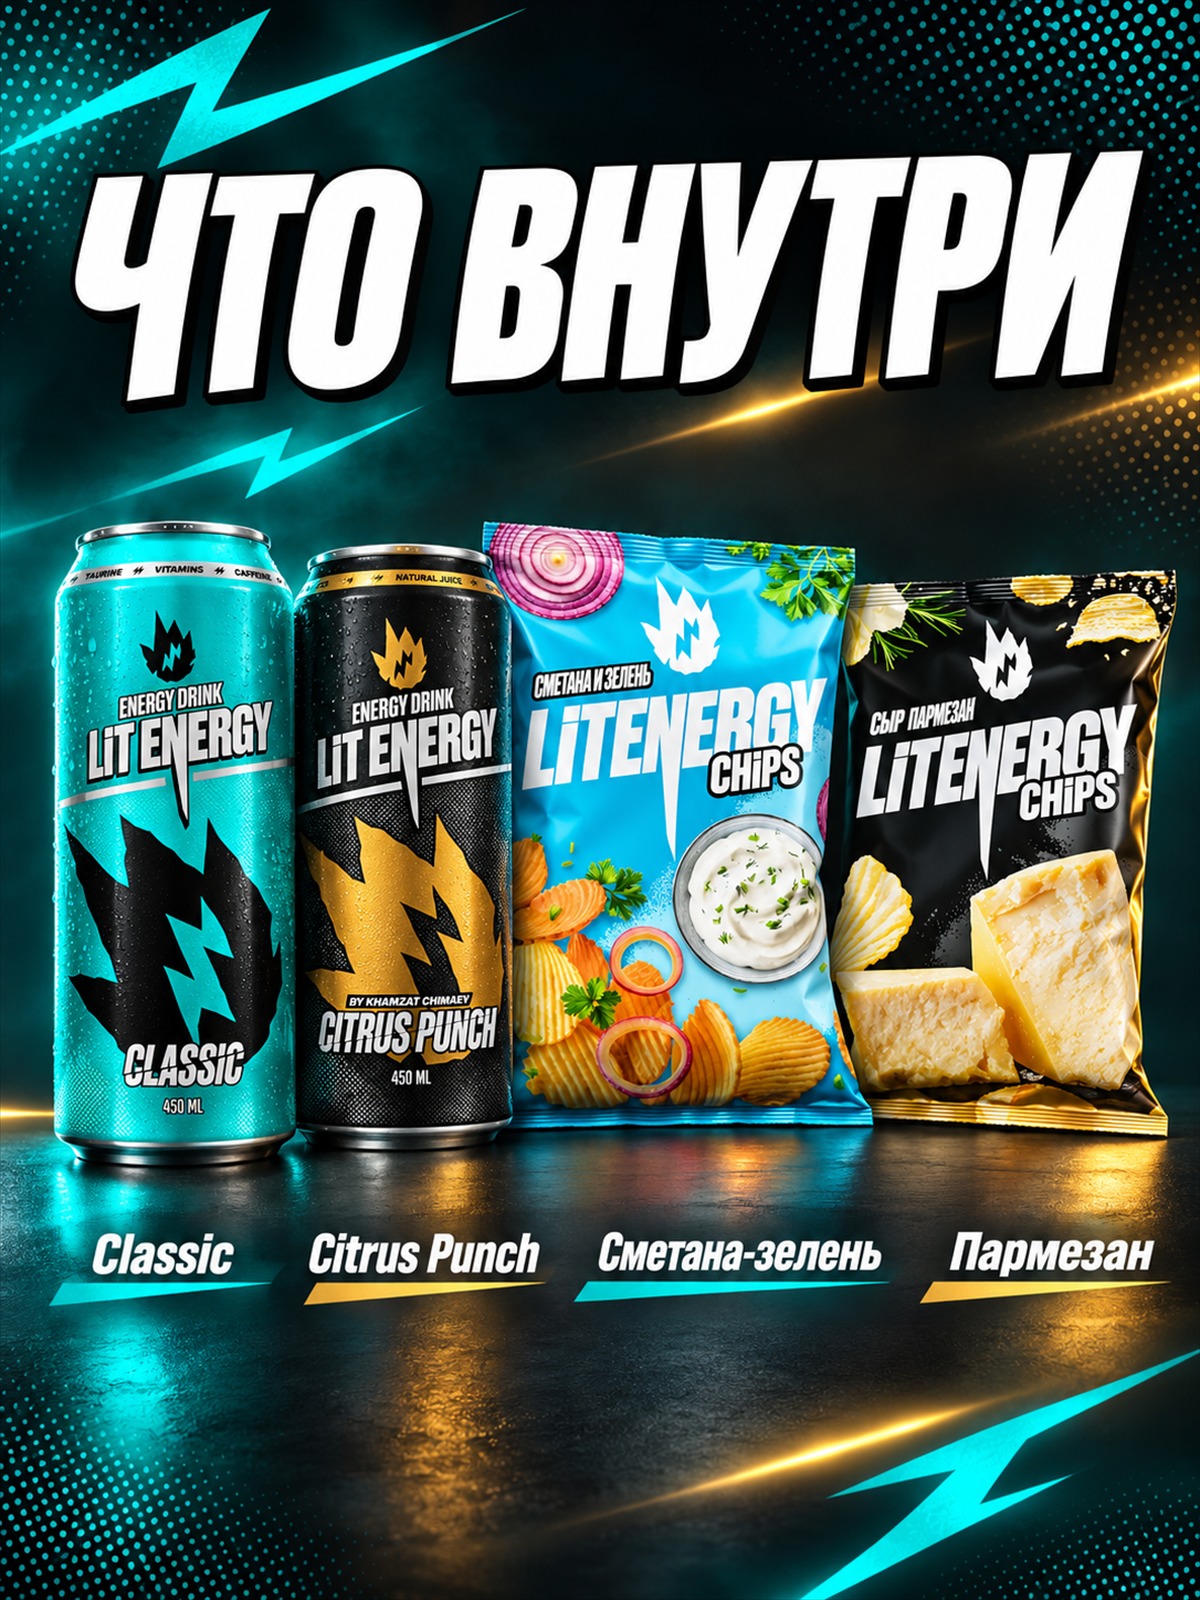 ЧТО ВНУТРИ
TAURINE VITAMINS CAFFEINE
ENERGY DRINK
LiT ENERGY
CLASSIC
450 ML
NATURAL JUICE
ENERGY DRINK
LiT ENERGY
BY KHAMZAT CHIMAEV
CITRUS PUNCH
450 ML
СМЕТАНА И ЗЕЛЕНЬ
LiTENERGY
CHiPS
СЫР ПАРМЕЗАН
LiTENERGY
CHiPS
Classic
Citrus Punch
Сметана-зелень
Пармезан